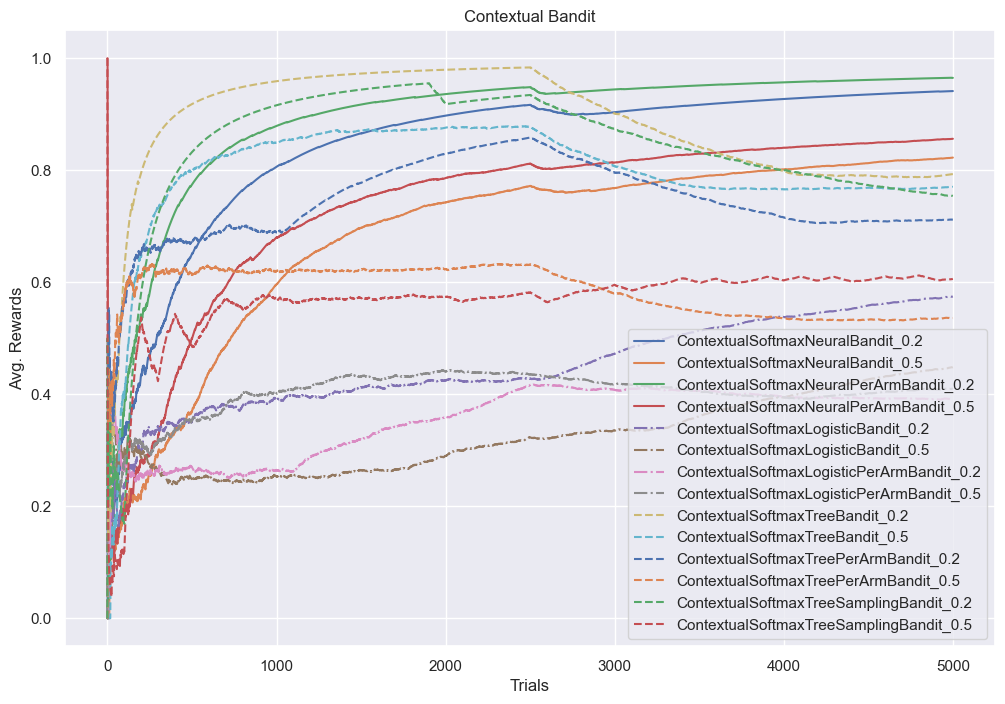 Contextual Bandit
Avg. Rewards
1.0
0.8
0.6
0.4
0.2
0.0
0
1000
2000
3000
4000
5000
Trials
ContextualSoftmaxNeuralBandit_0.2
ContextualSoftmaxNeuralBandit_0.5
ContextualSoftmaxNeuralPerArmBandit_0.2
ContextualSoftmaxNeuralPerArmBandit_0.5
ContextualSoftmaxLogisticBandit_0.2
ContextualSoftmaxLogisticBandit_0.5
ContextualSoftmaxLogisticPerArmBandit_0.2
ContextualSoftmaxLogisticPerArmBandit_0.5
ContextualSoftmaxTreeBandit_0.2
ContextualSoftmaxTreeBandit_0.5
ContextualSoftmaxTreePerArmBandit_0.2
ContextualSoftmaxTreePerArmBandit_0.5
ContextualSoftmaxTreeSamplingBandit_0.2
ContextualSoftmaxTreeSamplingBandit_0.5